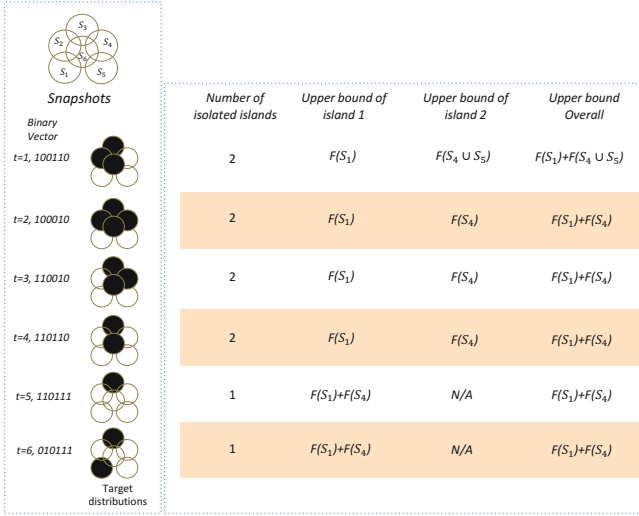 S₃
S₂ S₄
S₆
S₁ S₅
Snapshots
Number of isolated islands
Upper bound of island 1
Upper bound of island 2
Upper bound Overall
Binary Vector
t=1, 100110 2 F(S₁) F(S₄ ∪ S₅) F(S₁)+F(S₄ ∪ S₅)
t=2, 100010 2 F(S₁) F(S₄) F(S₁)+F(S₄)
t=3, 110010 2 F(S₁) F(S₄) F(S₁)+F(S₄)
t=4, 110110 2 F(S₁) F(S₄) F(S₁)+F(S₄)
t=5, 110111 1 F(S₁)+F(S₄) N/A F(S₁)+F(S₄)
t=6, 010111 1 F(S₁)+F(S₄) N/A F(S₁)+F(S₄)
Target
distributions